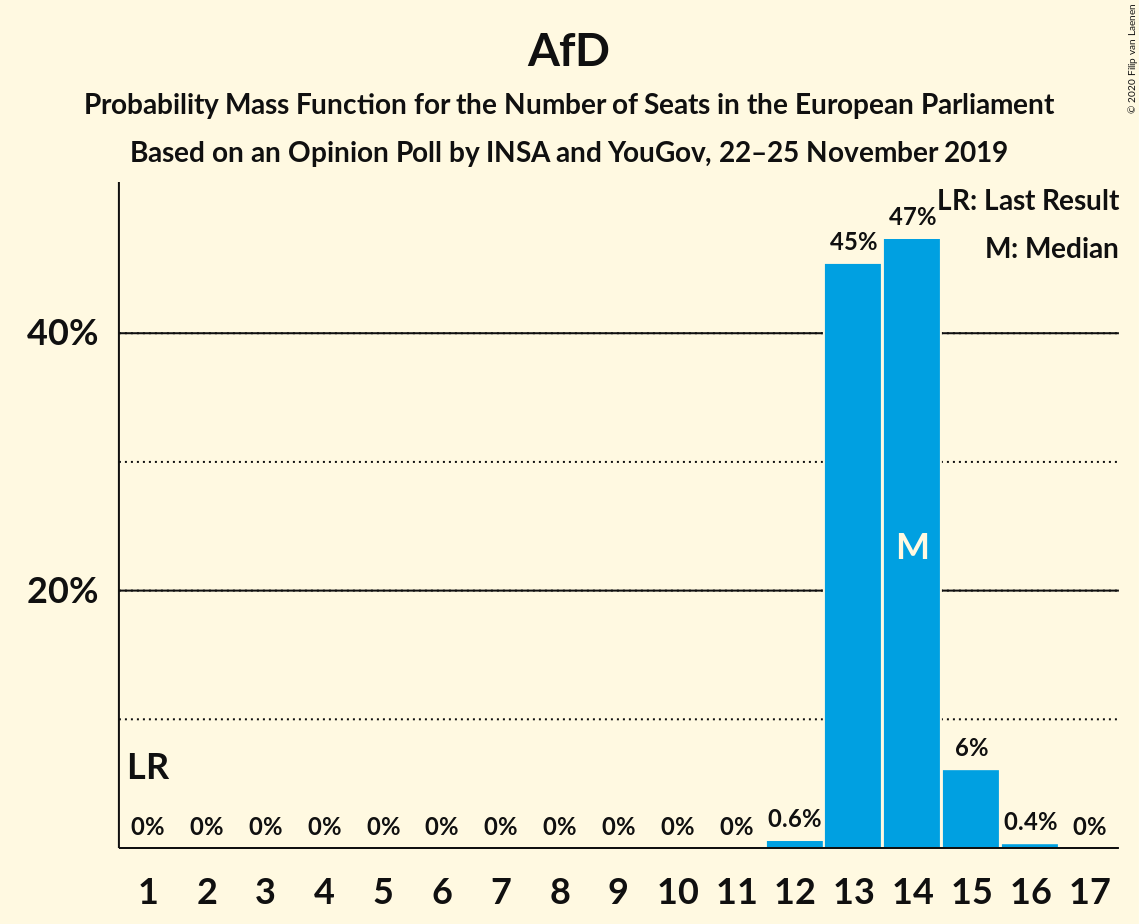 AfD
Probability Mass Function for the Number of Seats in the European Parliament
Based on an Opinion Poll by INSA and YouGov, 22–25 November 2019
© 2020 Filip van Laenen
LR: Last Result
M: Median
40%
20%
LR
M
0% 0% 0% 0% 0% 0% 0% 0% 0% 0% 0% 0.6% 45% 47% 6% 0.4% 0%
1 2 3 4 5 6 7 8 9 10 11 12 13 14 15 16 17